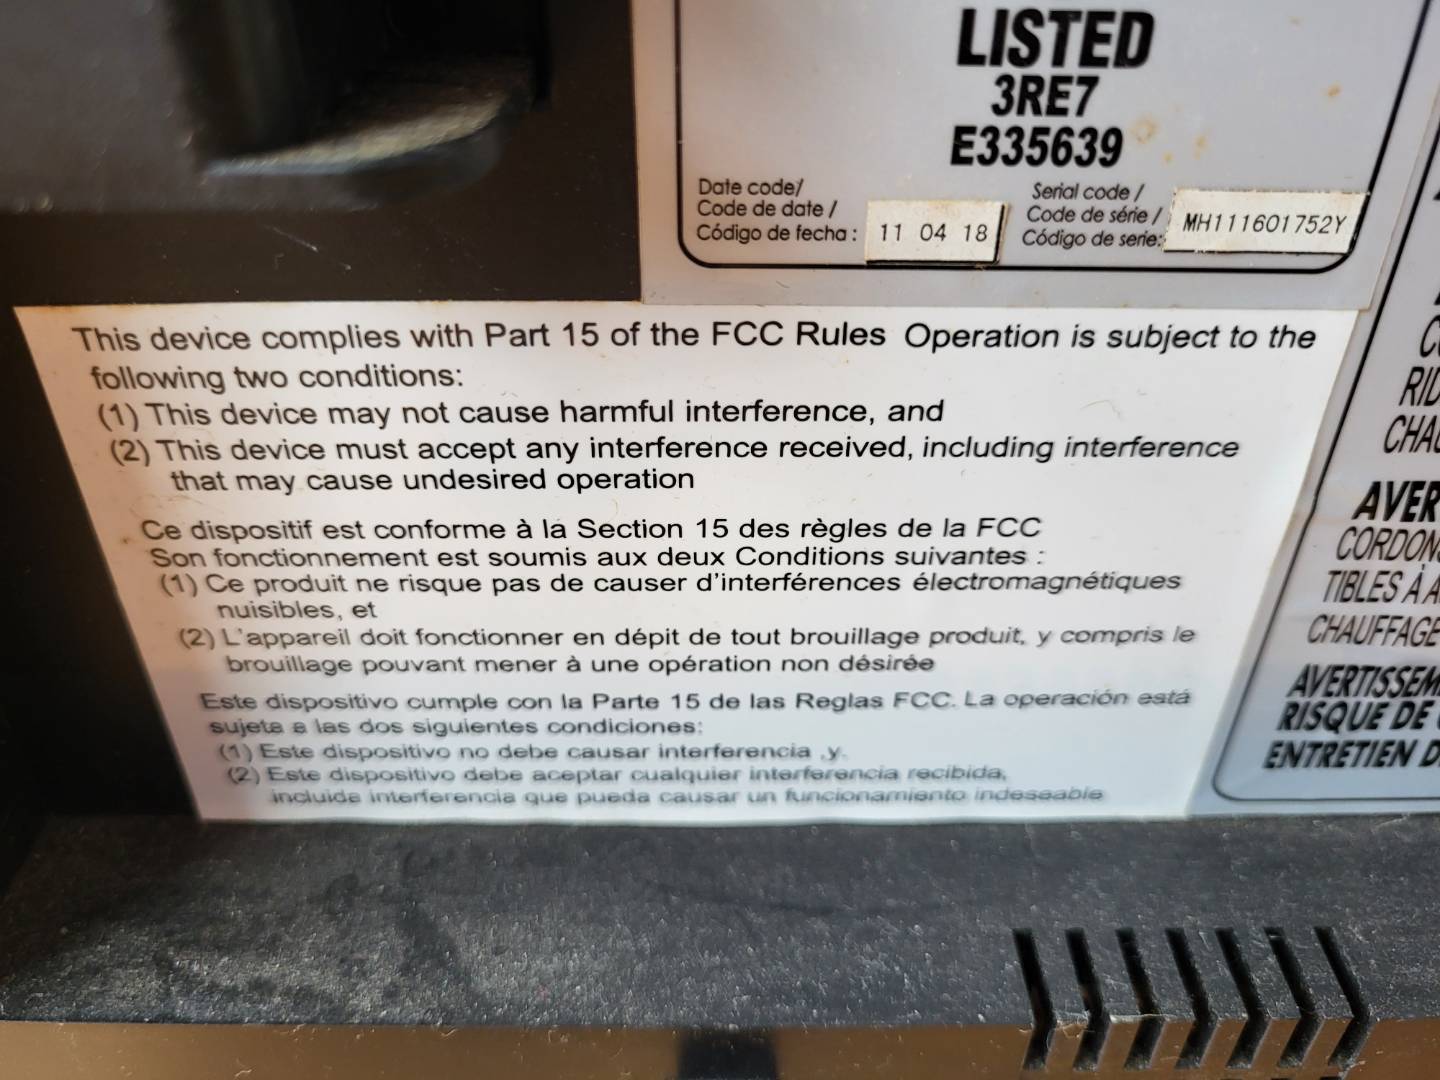 LISTED
3RE7
E335639
Date code/
Code de date /
Código de fecha :
11 04 18
Serial code /
Code de série /
Código de serie:
MH111601752Y
This device complies with Part 15 of the FCC Rules Operation is subject to the
following two conditions:
(1) This device may not cause harmful interference, and
(2) This device must accept any interference received, including interference
that may cause undesired operation
Ce dispositif est conforme à la Section 15 des règles de la FCC
Son fonctionnement est soumis aux deux Conditions suivantes :
(1) Ce produit ne risque pas de causer d'interférences électromagnétiques
nuisibles, et
(2) L'appareil doit fonctionner en dépit de tout brouillage produit, y compris le
brouillage pouvant mener à une opération non désirée
Este dispositivo cumple con la Parte 15 de las Reglas FCC. La operación está
sujeta a las dos siguientes condiciones:
(1) Este dispositivo no debe causar interferencia ,y.
(2) Este dispositivo debe aceptar cualquier interferencia recibida,
incluida interferencia que pueda causar un funcionamiento indeseable
RID
CHAU
AVER
CORDONS
TIBLES À A
CHAUFFAGE
AVERTISSEM
RISQUE DE
ENTRETIEN D